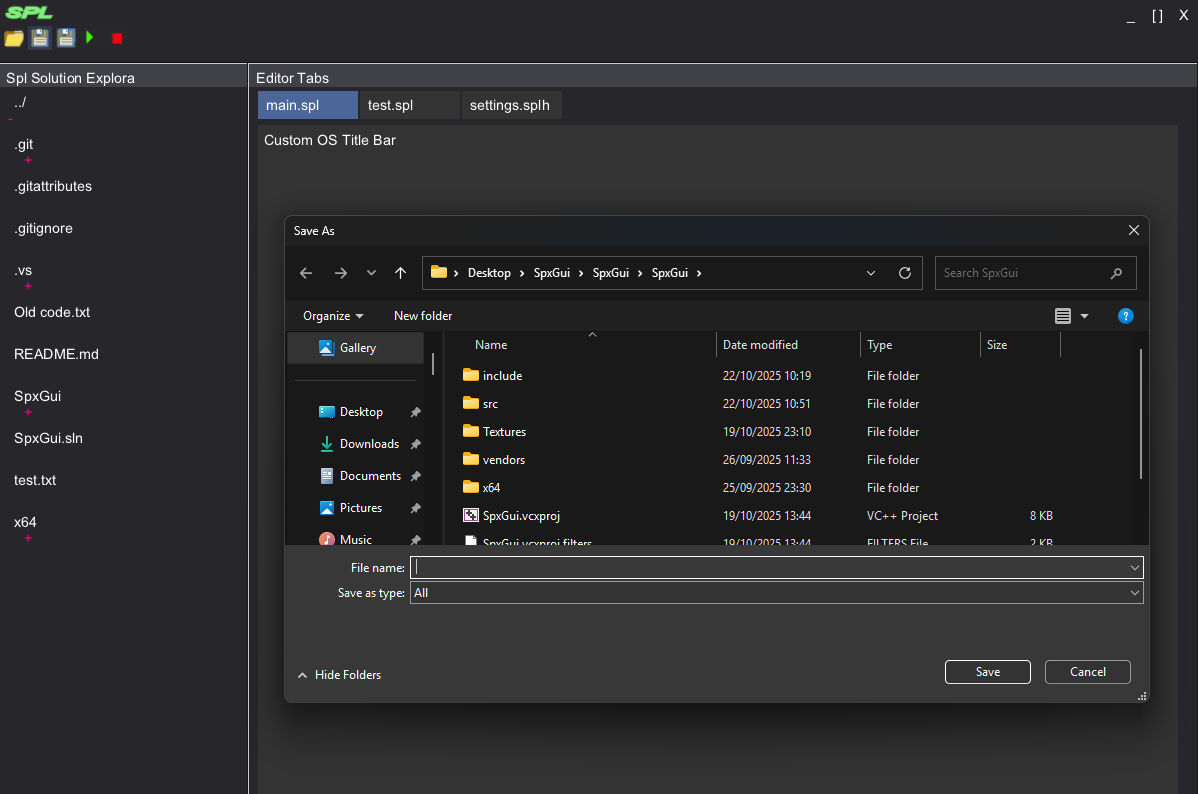 SPL
_ [ ] X
Spl Solution Explora
../
-
.git
+
.gitattributes
.gitignore
.vs
+
Old code.txt
README.md
SpxGui
+
SpxGui.sln
test.txt
x64
+
Editor Tabs
main.spl test.spl settings.splh
Custom OS Title Bar
Save As
Desktop › SpxGui › SpxGui › SpxGui ›
Search SpxGui
Organize New folder
?
Gallery
Desktop
Downloads
Documents
Pictures
Music
Name Date modified Type Size
include 22/10/2025 10:19 File folder
src 22/10/2025 10:51 File folder
Textures 19/10/2025 23:10 File folder
vendors 26/09/2025 11:33 File folder
x64 25/09/2025 23:30 File folder
SpxGui.vcxproj 19/10/2025 13:44 VC++ Project 8 KB
SpxGui.vcxproj.filters 19/10/2025 13:44 FILTERS File 2 KB
File name:
Save as type: All
Hide Folders
Save Cancel